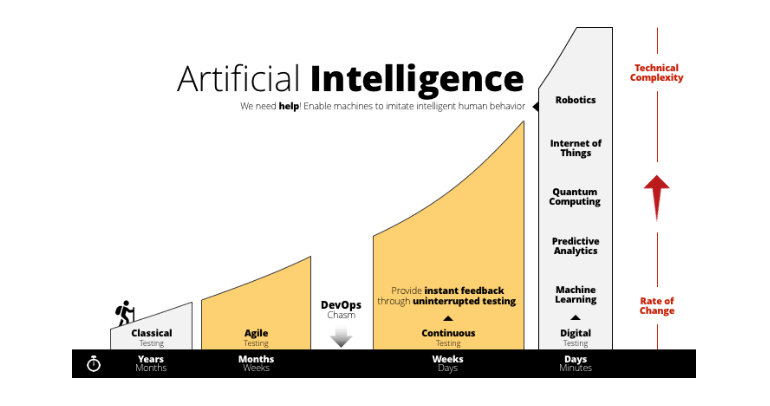 Artificial Intelligence
We need help! Enable machines to imitate intelligent human behavior
Technical
Complexity
Robotics
Internet of
Things
Quantum
Computing
Predictive
Analytics
Machine
Learning
Rate of
Change
Provide instant feedback
through uninterrupted testing
DevOps
Chasm
Classical
Testing
Agile
Testing
Continuous
Testing
Digital
Testing
Years
Months
Months
Weeks
Weeks
Days
Days
Minutes